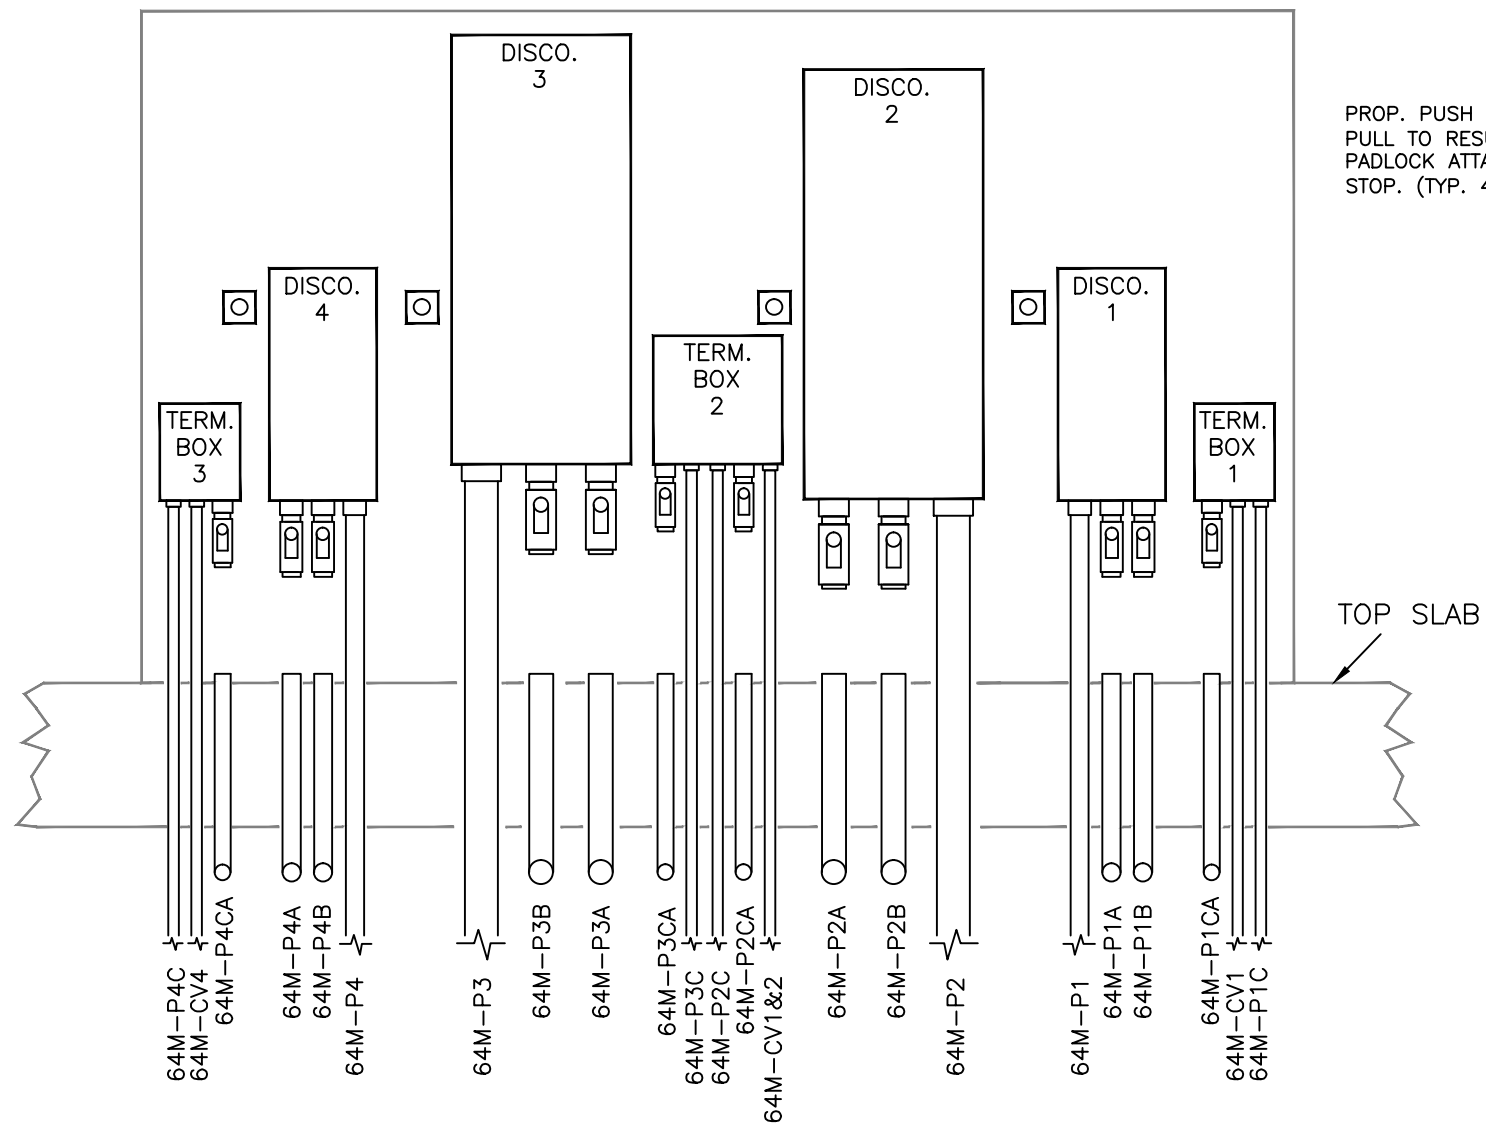 DISCO.
3
DISCO.
2
PROP. PUSH
PULL TO
PADLOCK
STOP. (TYP.
DISCO.
4
DISCO.
1
TERM.
BOX
2
TERM.
BOX
3
TERM.
BOX
1
TOP SLAB
64M-P4C
64M-CV4
64M-P4CA
64M-P4A
64M-P4B
64M-P4
64M-P3
64M-P3B
64M-P3A
64M-P3CA
64M-P3C
64M-P2C
64M-P2CA
64M-CV1&2
64M-P2A
64M-P2B
64M-P2
64M-P1
64M-P1A
64M-P1B
64M-P1CA
64M-CV1
64M-P1C